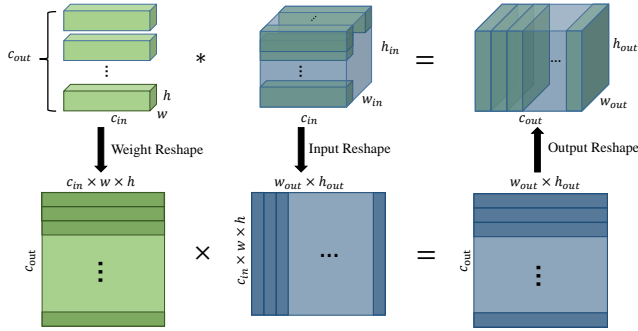 c_out
h
w
c_in
*
h_in
w_in
c_in
=
h_out
w_out
c_out
Weight Reshape
Input Reshape
Output Reshape
c_in × w × h
w_out × h_out
w_out × h_out
c_out
×
c_in × w × h
=
c_out